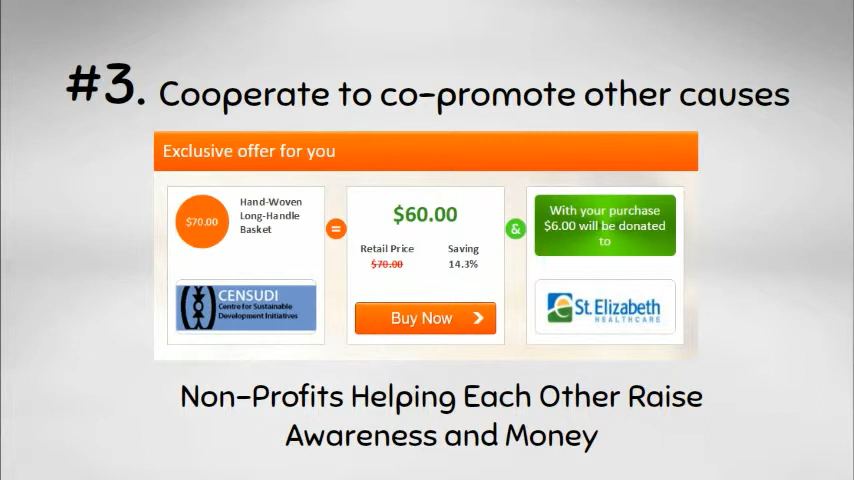 #3. Cooperate to co-promote other causes
Exclusive offer for you
$70.00
Hand-Woven
Long-Handle
Basket
CENSUDI
Centre for Sustainable
Development Initiatives
=
$60.00
Retail Price
$70.00
Saving
14.3%
Buy Now
&
With your purchase
$6.00 will be donated
to
St. Elizabeth
HEALTHCARE
Non-Profits Helping Each Other Raise
Awareness and Money